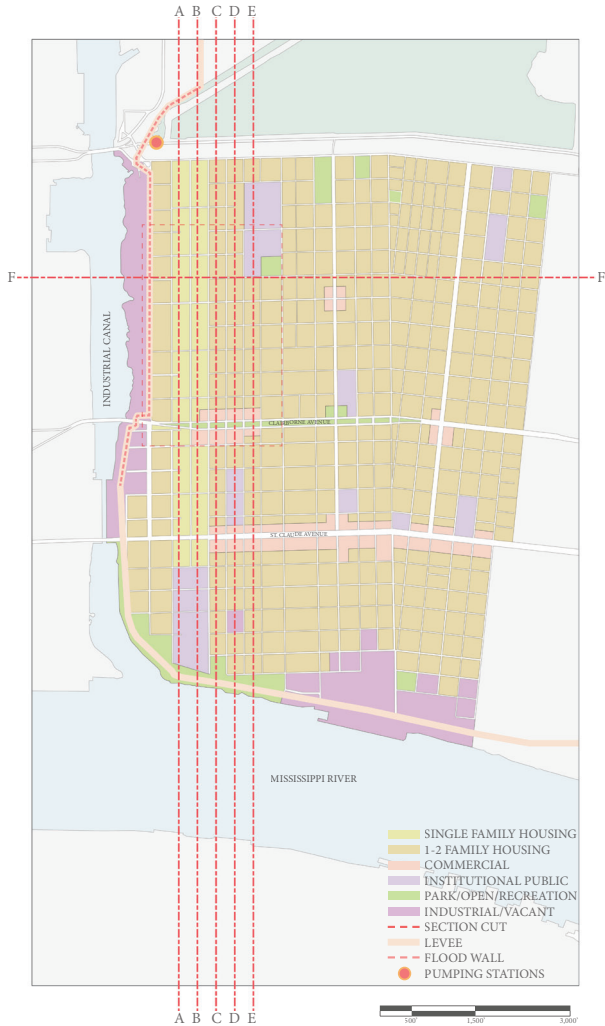 A B C D E
F F
INDUSTRIAL CANAL
CLAIBORNE AVENUE
ST. CLAUDE AVENUE
MISSISSIPPI RIVER
SINGLE FAMILY HOUSING
1-2 FAMILY HOUSING
COMMERCIAL
INSTITUTIONAL PUBLIC
PARK/OPEN/RECREATION
INDUSTRIAL/VACANT
SECTION CUT
LEVEE
FLOOD WALL
PUMPING STATIONS
A B C D E
500' 1,500' 3,000'